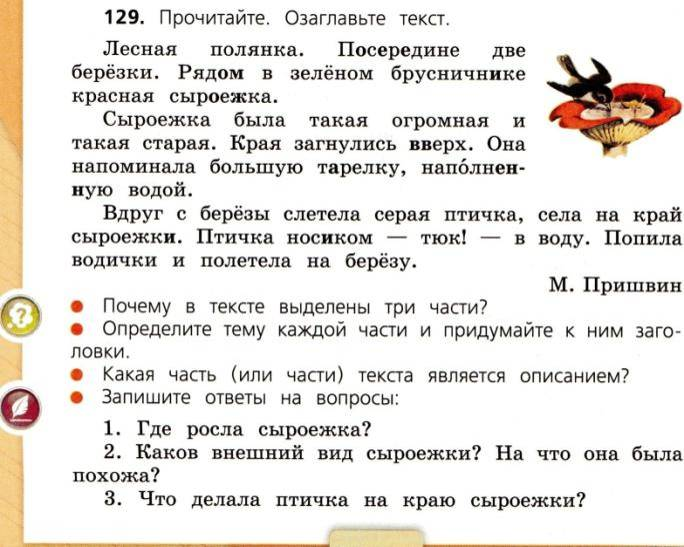 129. Прочитайте. Озаглавьте текст.
Лесная полянка. Посередине две
берёзки. Рядом в зелёном брусничнике
красная сыроежка.
Сыроежка была такая огромная и
такая старая. Края загнулись вверх. Она
напоминала большую тарелку, напо́лнен-
ную водой.
Вдруг с берёзы слетела серая птичка, села на край
сыроежки. Птичка носиком — тюк! — в воду. Попила
водички и полетела на берёзу.
М. Пришвин
● Почему в тексте выделены три части?
● Определите тему каждой части и придумайте к ним заго-
ловки.
● Какая часть (или части) текста является описанием?
● Запишите ответы на вопросы:
1. Где росла сыроежка?
2. Каков внешний вид сыроежки? На что она была
похожа?
3. Что делала птичка на краю сыроежки?